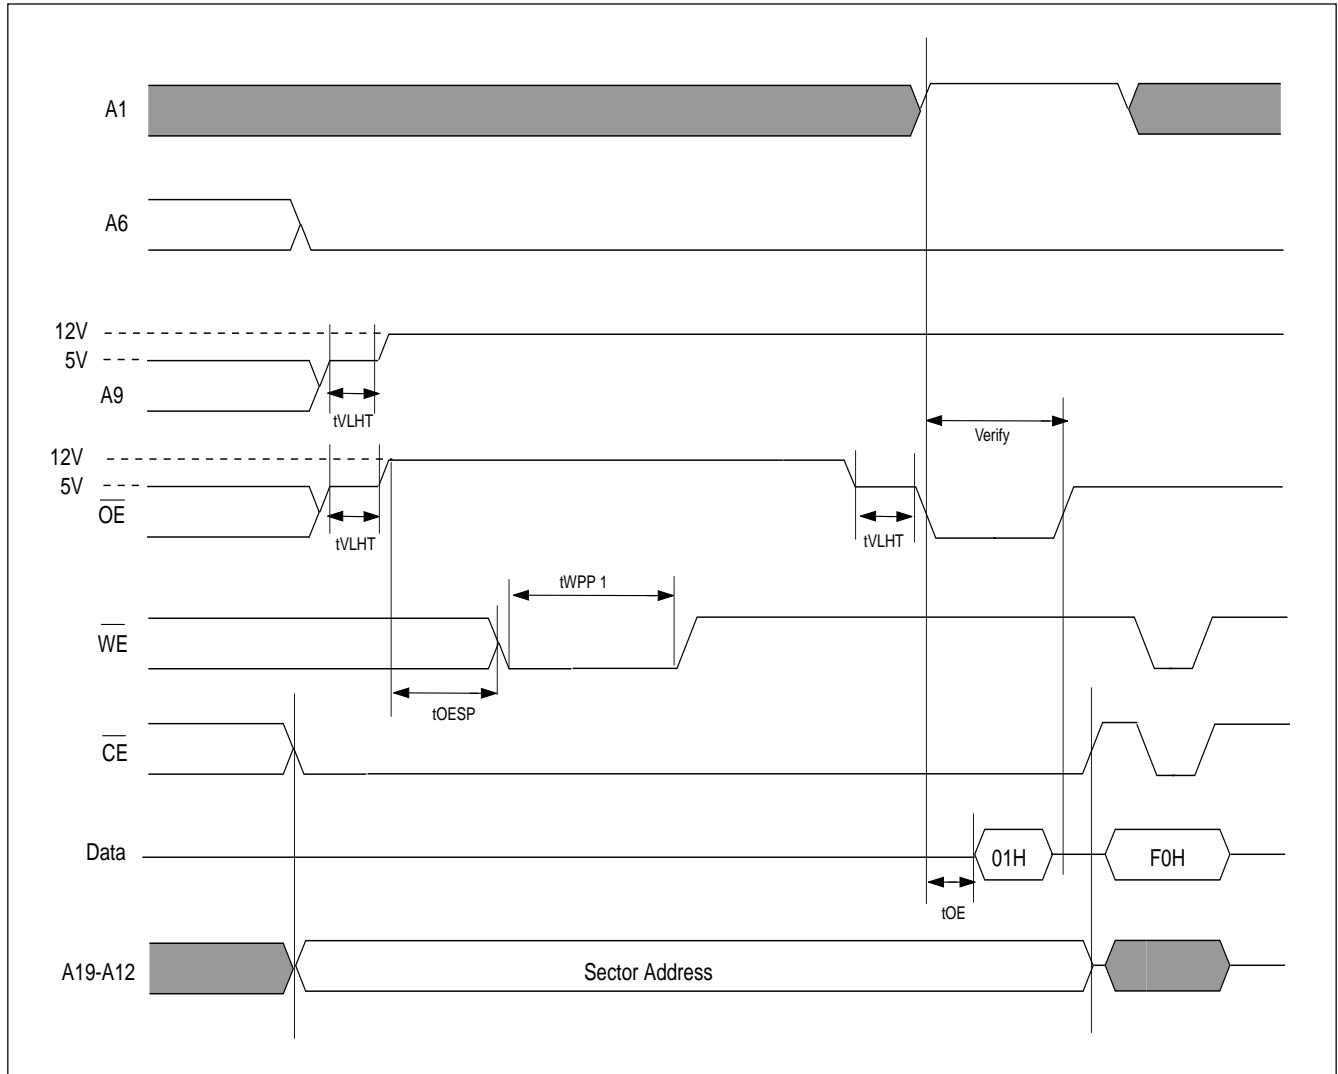 A1
A6
12V
5V
A9
tVLHT
Verify
12V
5V
OE
tVLHT
tVLHT
tWPP 1
WE
tOESP
CE
Data
01H
F0H
tOE
A19-A12
Sector Address